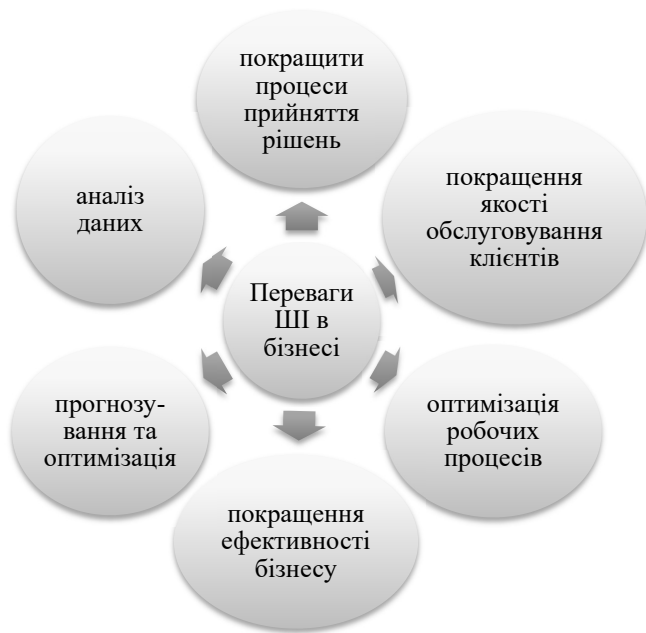 покращити
процеси
прийняття
рішень
покращення
якості
обслуговування
клієнтів
оптимізація
робочих
процесів
покращення
ефективності
бізнесу
прогнозу-
вання та
оптимізація
аналіз
даних
Переваги
ШІ в
бізнесі